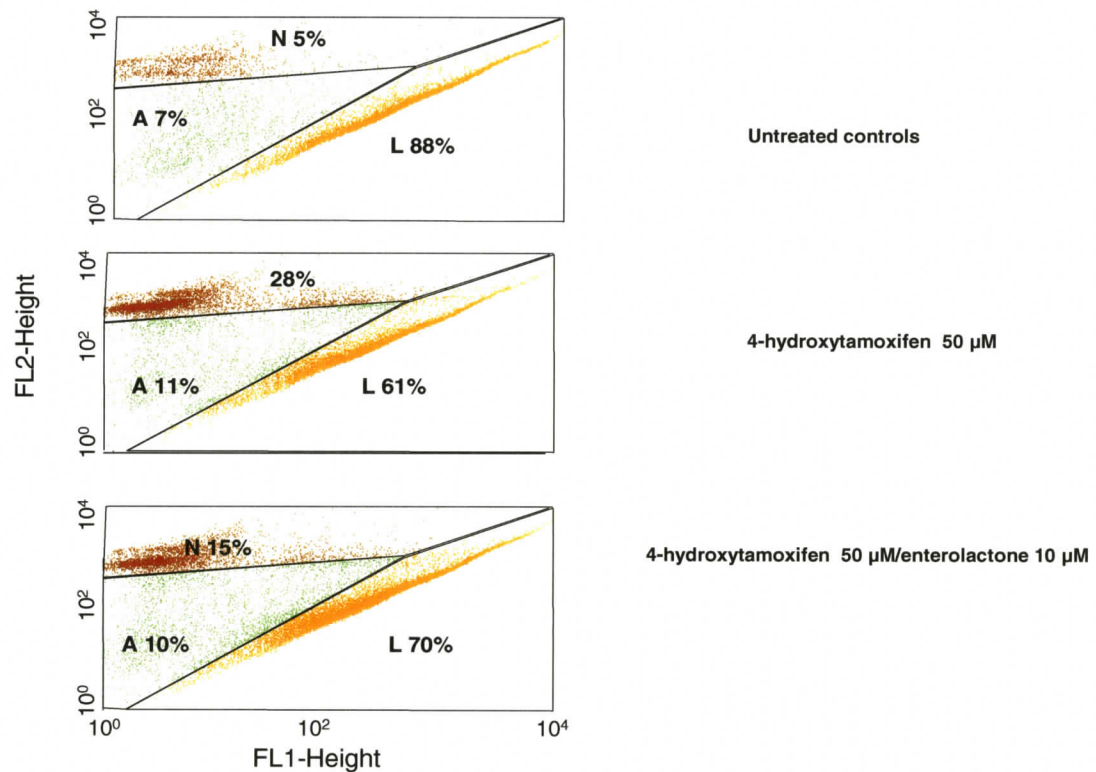 10⁴
10²
10⁰
N 5%
A 7%
L 88%
Untreated controls
FL2-Height
10⁴
10²
10⁰
28%
A 11%
L 61%
4-hydroxytamoxifen 50 µM
10⁴
10²
10⁰
N 15%
A 10%
L 70%
4-hydroxytamoxifen 50 µM/enterolactone 10 µM
10⁰ 10² 10⁴
FL1-Height